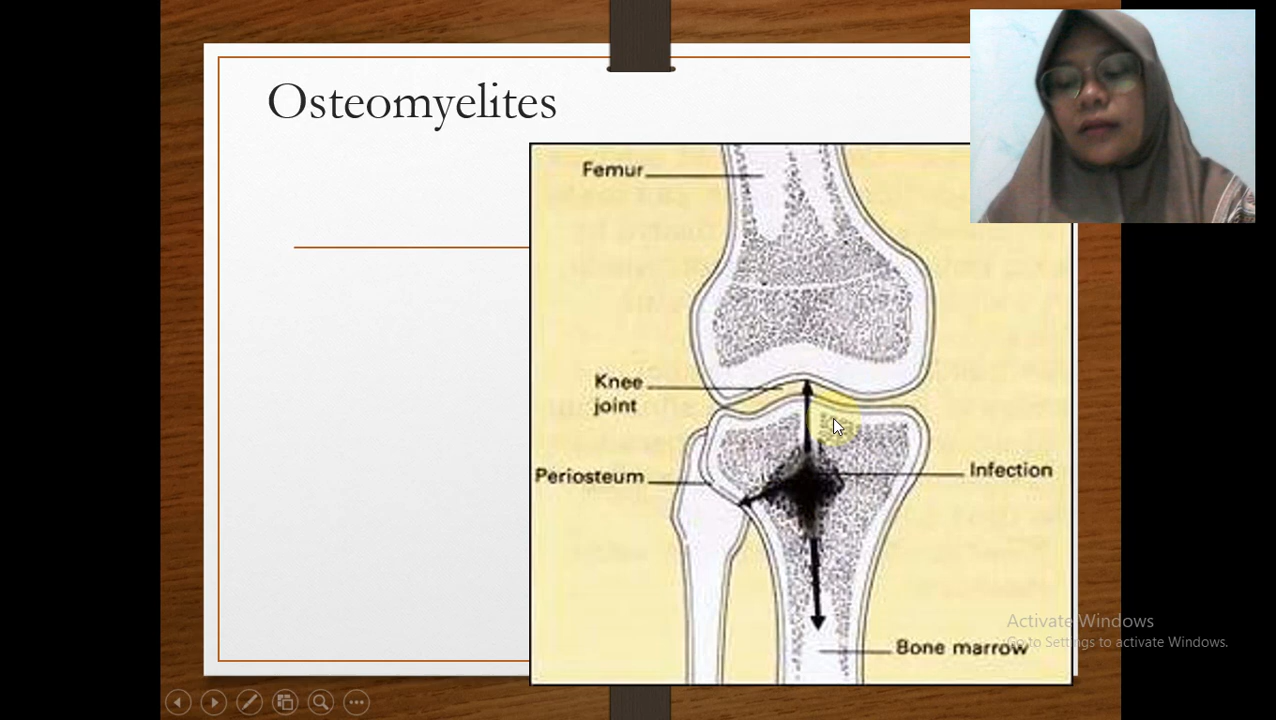 Osteomyelites
Femur
Knee
joint
Periosteum
Infection
Bone marrow
Activate Windows
Go to Settings to activate Windows.